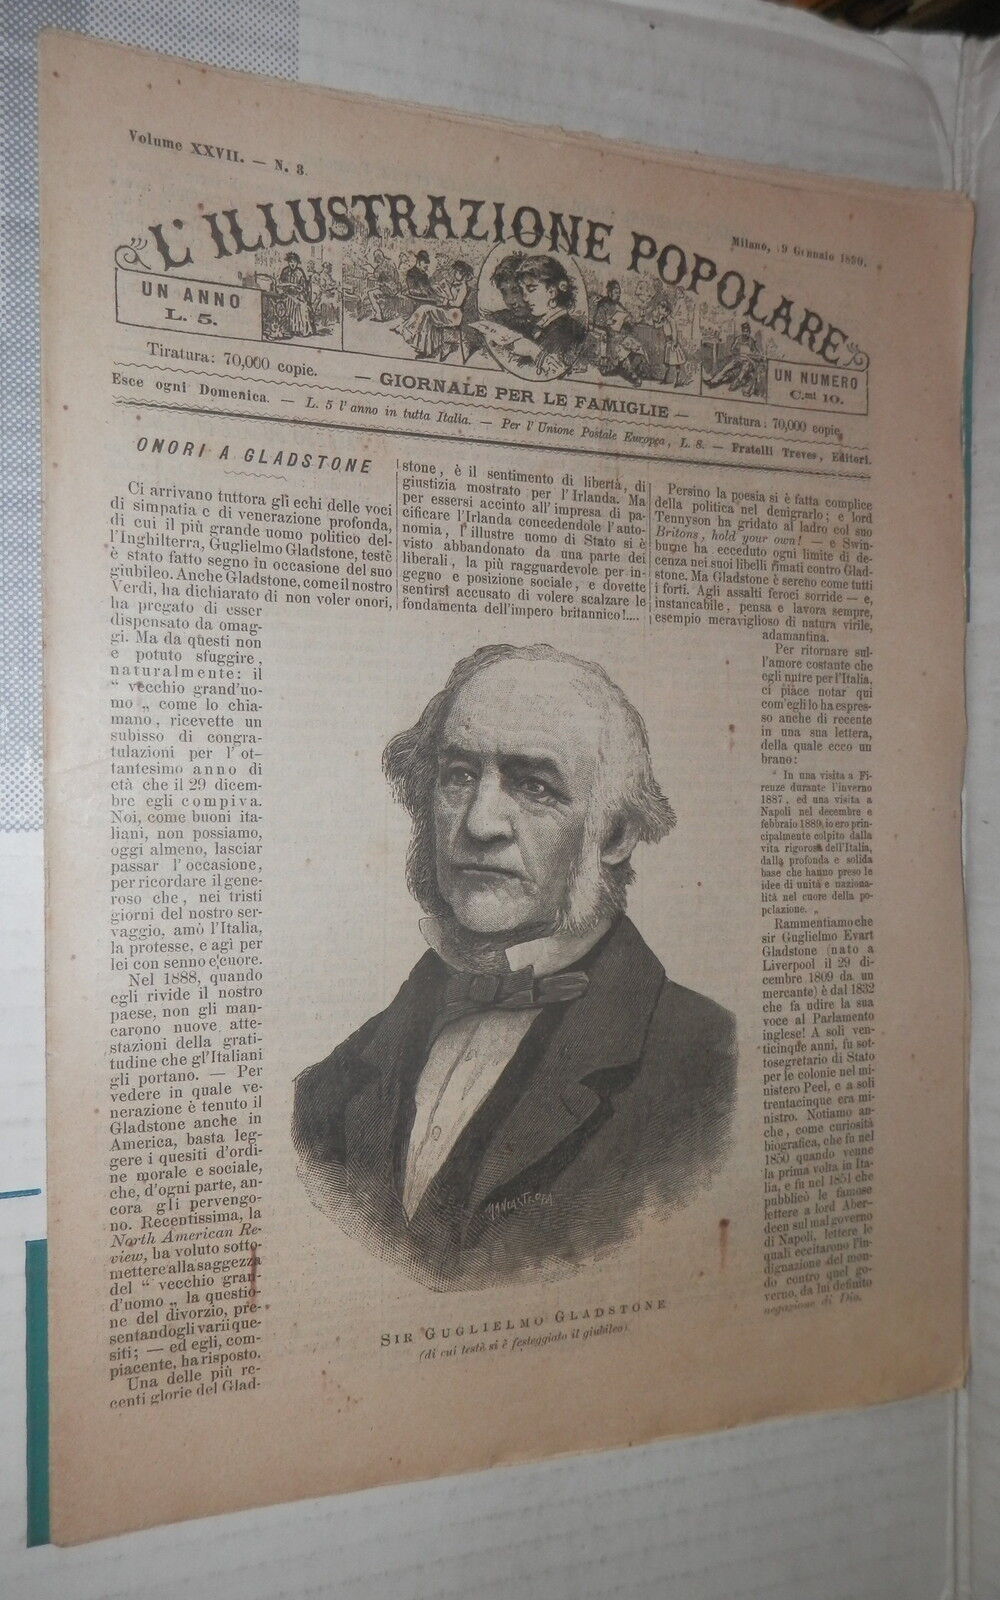 Volume XXVII. — N. 3.
Milano, 19 Gennaio 1890.
L'ILLUSTRAZIONE POPOLARE
UN ANNO
L. 5.
UN NUMERO
C.mi 10.
Tiratura: 70,000 copie.
— GIORNALE PER LE FAMIGLIE —
Tiratura: 70,000 copie.
Esce ogni Domenica. — L. 5 l'anno in tutta Italia. — Per l'Unione Postale Europea, L. 8. — Fratelli Treves, Editori.
ONORI A GLADSTONE
Ci arrivano tuttora gli echi delle voci
di simpatia e di venerazione profonda,
di cui il più grande uomo politico del-
l'Inghilterra, Guglielmo Gladstone, testè
è stato fatto segno in occasione del suo
giubileo. Anche Gladstone, come il nostro
Verdi, ha dichiarato di non voler onori,
ha pregato di esser
dispensato da omag-
gi. Ma da questi non
e potuto sfuggire,
naturalmente: il
“ vecchio grand'uo-
mo „ come lo chia-
mano, ricevette un
subisso di congra-
tulazioni per l'ot-
tantesimo anno di
età che il 29 dicem-
bre egli compiva.
Noi, come buoni ita-
liani, non possiamo,
oggi almeno, lasciar
passar l'occasione,
per ricordare il gene-
roso che, nei tristi
giorni del nostro ser-
vaggio, amò l'Italia,
la protesse, e agì per
lei con senno e cuore.
Nel 1888, quando
egli rivide il nostro
paese, non gli man-
carono nuove atte-
stazioni della grati-
tudine che gl'Italiani
gli portano. — Per
vedere in quale ve-
nerazione è tenuto il
Gladstone anche in
America, basta leg-
gere i quesiti d'ordi-
ne morale e sociale,
che, d'ogni parte, an-
cora gli pervengo-
no. Recentissima, la
North American Re-
view, ha voluto sotto-
mettere alla saggezza
del “ vecchio gran-
d'uomo „ la questio-
ne del divorzio, pre-
sentandogli varii que-
siti; — ed egli, com-
piacente, ha risposto.
Una delle più re-
centi glorie del Glad-
stone, è il sentimento di libertà, di
giustizia mostrato per l'Irlanda. Ma
per essersi accinto all'impresa di pa-
cificare l'Irlanda concedendole l'auto-
nomia, l'illustre uomo di Stato si è
visto abbandonato da una parte dei
liberali, la più ragguardevole per in-
gegno e posizione sociale, e dovette
sentirsi accusato di volere scalzare le
fondamenta dell'impero britannico!....
Persino la poesia si è fatta complice
della politica nel denigrarlo; e lord
Tennyson ha gridato al ladro col suo
Britons, hold your own! — e Swin-
burne ha ecceduto ogni limite di de-
cenza nei suoi libelli rimati contro Glad-
stone. Ma Gladstone è sereno come tutti
i forti. Agli assalti feroci sorride — e,
instancabile, pensa e lavora sempre,
esempio meraviglioso di natura virile,
adamantina.
Per ritornare sul-
l'amore costante che
egli nutre per l'Italia,
ci piace notar qui
com'egli lo ha espres-
so anche di recente
in una sua lettera,
della quale ecco un
brano:
“ In una visita a Fi-
renze durante l'inverno
1887, ed una visita a
Napoli nel decembre e
febbraio 1889, io ero prin-
cipalmente colpito dalla
vita rigorosa dell'Italia,
dalla profonda e solida
base che hanno preso le
idee di unità e naziona-
lità nel cuore della po-
polazione. „
Rammentiamo che
sir Guglielmo Evart
Gladstone (nato a
Liverpool il 29 di-
cembre 1809 da un
mercante) è dal 1832
che fa udire la sua
voce al Parlamento
inglese! A soli ven-
ticinque anni, fu sot-
tosegretario di Stato
per le colonie nel mi-
nistero Peel, e a soli
trentacinque era mi-
nistro. Notiamo an-
che, come curiosità
biografica, che fu nel
1850 quando venne
la prima volta in Ita-
lia, e fu nel 1851 che
pubblicò le famose
lettere a lord Aber-
deen sul mal governo
di Napoli, lettere le
quali eccitarono l'in-
dignazione del mon-
do contro quel go-
verno, da lui definito
negazione di Dio.
SIR GUGLIELMO GLADSTONE
(di cui testè si è festeggiato il giubileo).